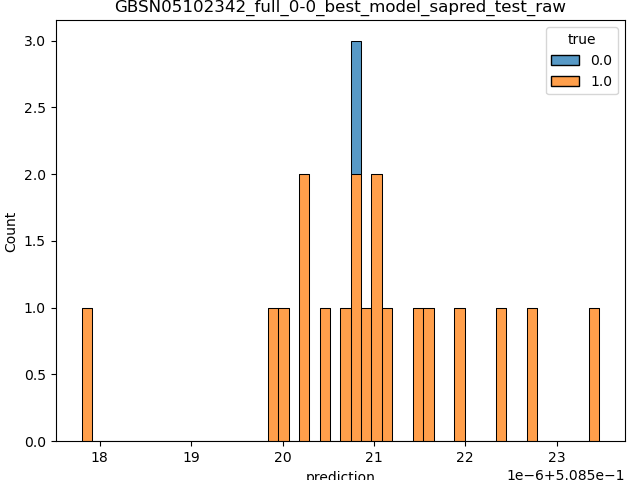 GBSN05102342_full_0-0_best_model_sapred_test_raw
3.0
2.5
2.0
1.5
1.0
0.5
0.0
Count
true
0.0
1.0
18 19 20 21 22 23
prediction
1e−6+5.085e−1